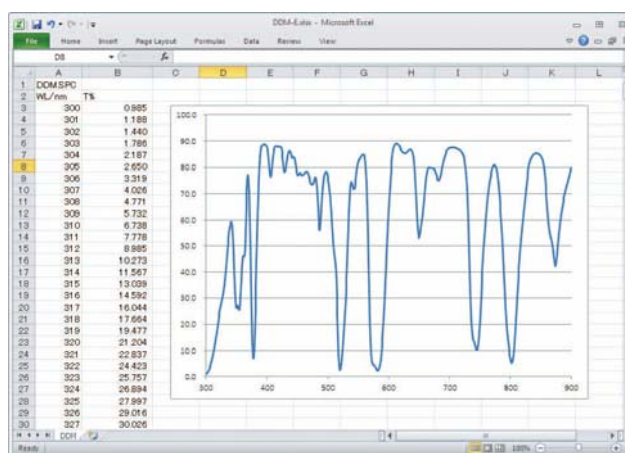 DDM-E.xlsx - Microsoft Excel
File Home Insert Page Layout Formulas Data Review View
D8 fx
A B C D E F G H I J K L
1 DDM.SPC
2 WL/nm T%
3 300 0.985
4 301 1.188
5 302 1.440
6 303 1.786
7 304 2.187
8 305 2.650
9 306 3.319
10 307 4.026
11 308 4.771
12 309 5.732
13 310 6.738
14 311 7.778
15 312 8.985
16 313 10.273
17 314 11.567
18 315 13.039
19 316 14.592
20 317 16.044
21 318 17.664
22 319 19.477
23 320 21.204
24 321 22.837
25 322 24.423
26 323 25.757
27 324 26.894
28 325 27.997
29 326 29.016
30 327 30.026
100.0
90.0
80.0
70.0
60.0
50.0
40.0
30.0
20.0
10.0
0.0
300 400 500 600 700 800 900
DDM
Ready 100%